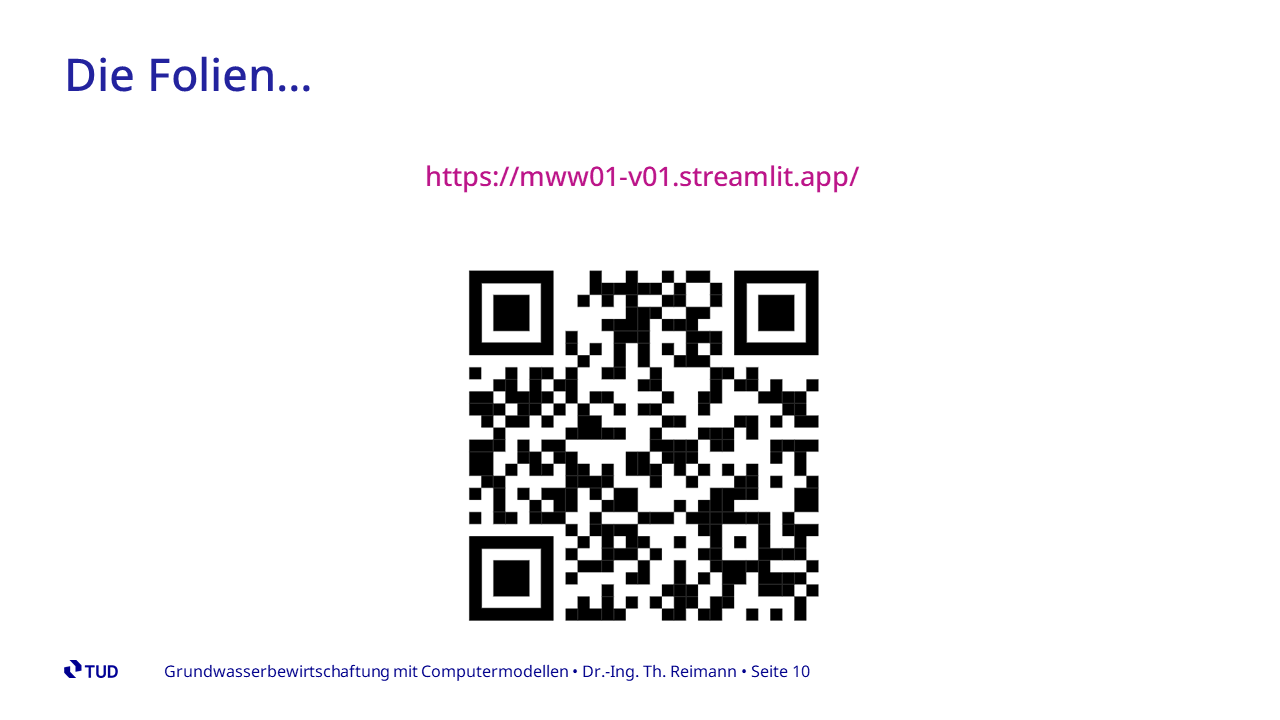 Die Folien...
https://mww01-v01.streamlit.app/
TUD
Grundwasserbewirtschaftung mit Computermodellen • Dr.-Ing. Th. Reimann • Seite 10